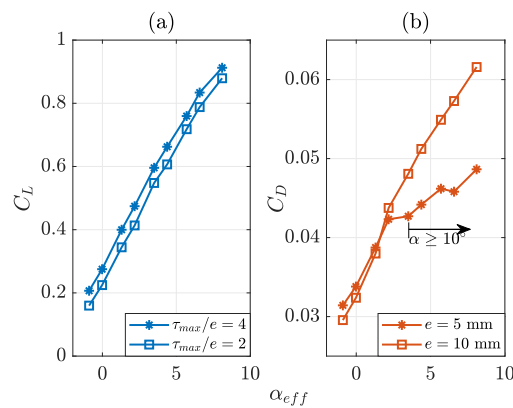 (a)
1
0.8
0.6
0.4
0.2
0
C_L
0
5
10
τ_max/e = 4
τ_max/e = 2
(b)
0.06
0.05
0.04
0.03
C_D
0
5
10
α ≥ 10°
e = 5 mm
e = 10 mm
α_eff